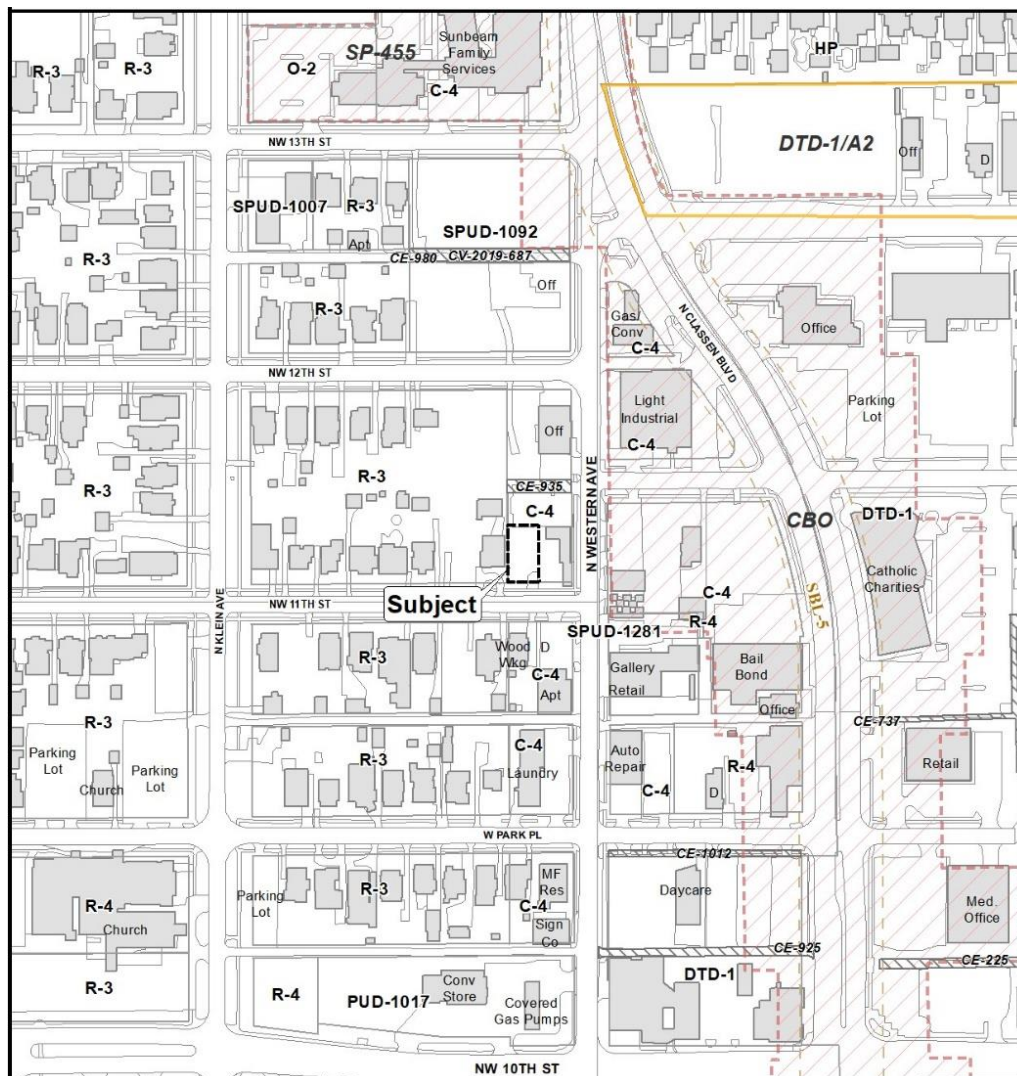 SP-455
Sunbeam
Family
Services
HP
R-3
R-3
O-2
C-4
DTD-1/A2
Off
D
NW 13TH ST
SPUD-1007
R-3
SPUD-1092
Apt
CE-980
CV-2019-687
R-3
R-3
Off
Gas/
Conv
C-4
N CLASSEN BLVD
Office
NW 12TH ST
Light
Industrial
C-4
Parking
Lot
Off
R-3
R-3
CE-935
C-4
N WESTERN AVE
CBO
DTD-1
Catholic
Charities
Subject
NW 11TH ST
N KLEIN AVE
SBL-5
C-4
R-4
SPUD-1281
R-3
Wood
Wkg
D
C-4
Apt
Gallery
Retail
Bail
Bond
Office
CE-737
R-3
Parking
Lot
Church
Parking
Lot
R-3
C-4
Laundry
Auto
Repair
C-4
R-4
D
Retail
W PARK PL
CE-1012
R-4
Church
Parking
Lot
R-3
MF
Res
C-4
Sign
Co
Daycare
Med.
Office
CE-925
CE-225
R-3
R-4
PUD-1017
Conv
Store
Covered
Gas Pumps
DTD-1
NW 10TH ST